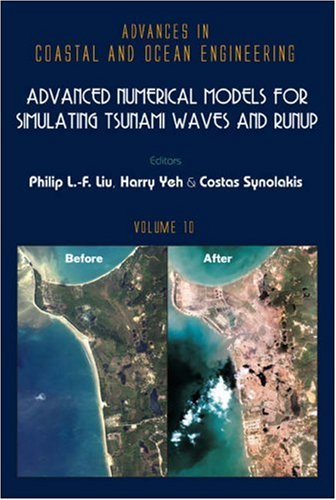 ADVANCES IN
COASTAL AND OCEAN ENGINEERING
ADVANCED NUMERICAL MODELS FOR
SIMULATING TSUNAMI WAVES AND RUNUP
Editors
Philip L.-F. Liu, Harry Yeh & Costas Synolakis
VOLUME 10
Before
After